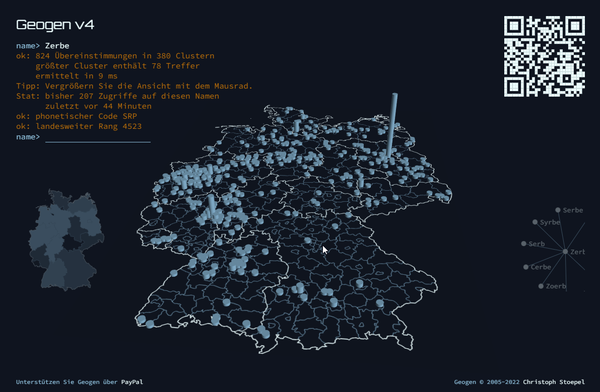 Geogen v4
name> Zerbe
ok: 824 Übereinstimmungen in 380 Clustern
größter Cluster enthält 78 Treffer
ermittelt in 9 ms
Tipp: Vergrößern Sie die Ansicht mit dem Mausrad.
Stat: bisher 207 Zugriffe auf diesen Namen
zuletzt vor 44 Minuten
ok: phonetischer Code SRP
ok: landesweiter Rang 4523
name>
Serbe
Syrbe
Gerb
Zerb
Cerbe
Zoerb
Unterstützen Sie Geogen über PayPal
Geogen © 2005-2022 Christoph Stoepel